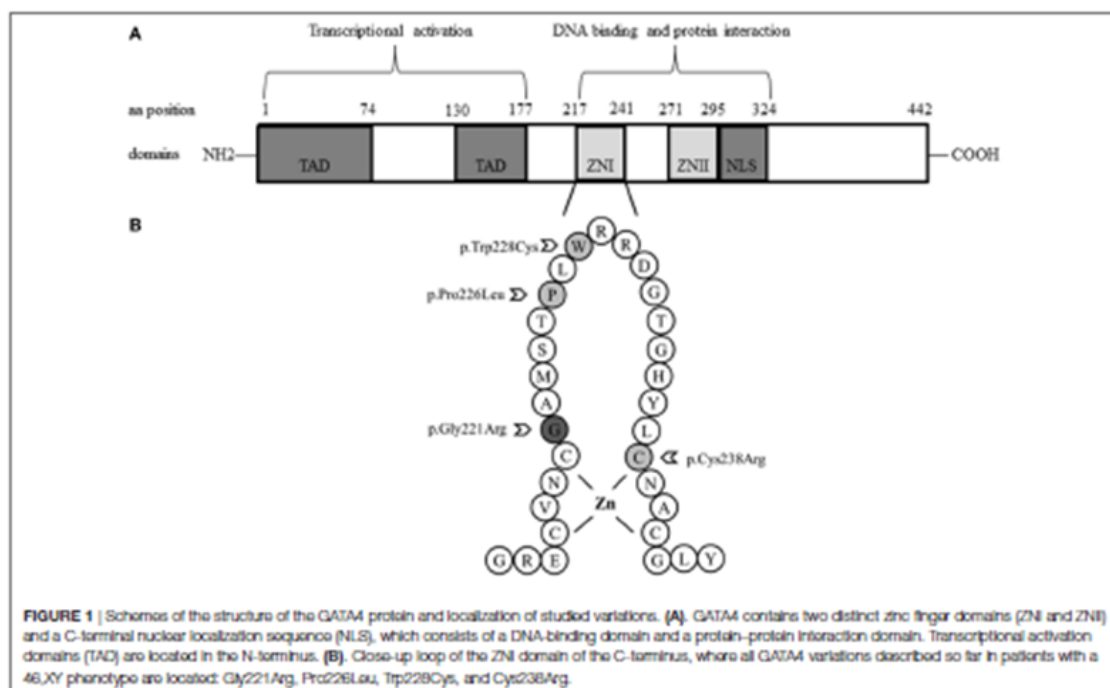 A
Transcriptional activation DNA binding and protein interaction
aa position 1 74 130 177 217 241 271 295 324 442
domains NH2 TAD TAD ZNI ZNII NLS COOH
B
R
p.Trp228Cys W R
L D
p.Pro226Leu P G
T T
S G
M H
A Y
p.Gly221Arg G L
C C p.Cys238Arg
N N
Zn
V A
C C
G R E G L Y
FIGURE 1 | Schemes of the structure of the GATA4 protein and localization of studied variations. (A). GATA4 contains two distinct zinc finger domains (ZNI and ZNII)
and a C-terminal nuclear localization sequence (NLS), which consists of a DNA-binding domain and a protein–protein interaction domain. Transcriptional activation
domains (TAD) are located in the N-terminus. (B). Close-up loop of the ZNI domain of the C-terminus, where all GATA4 variations described so far in patients with a
46,XY phenotype are located: Gly221Arg, Pro226Leu, Trp228Cys, and Cys238Arg.